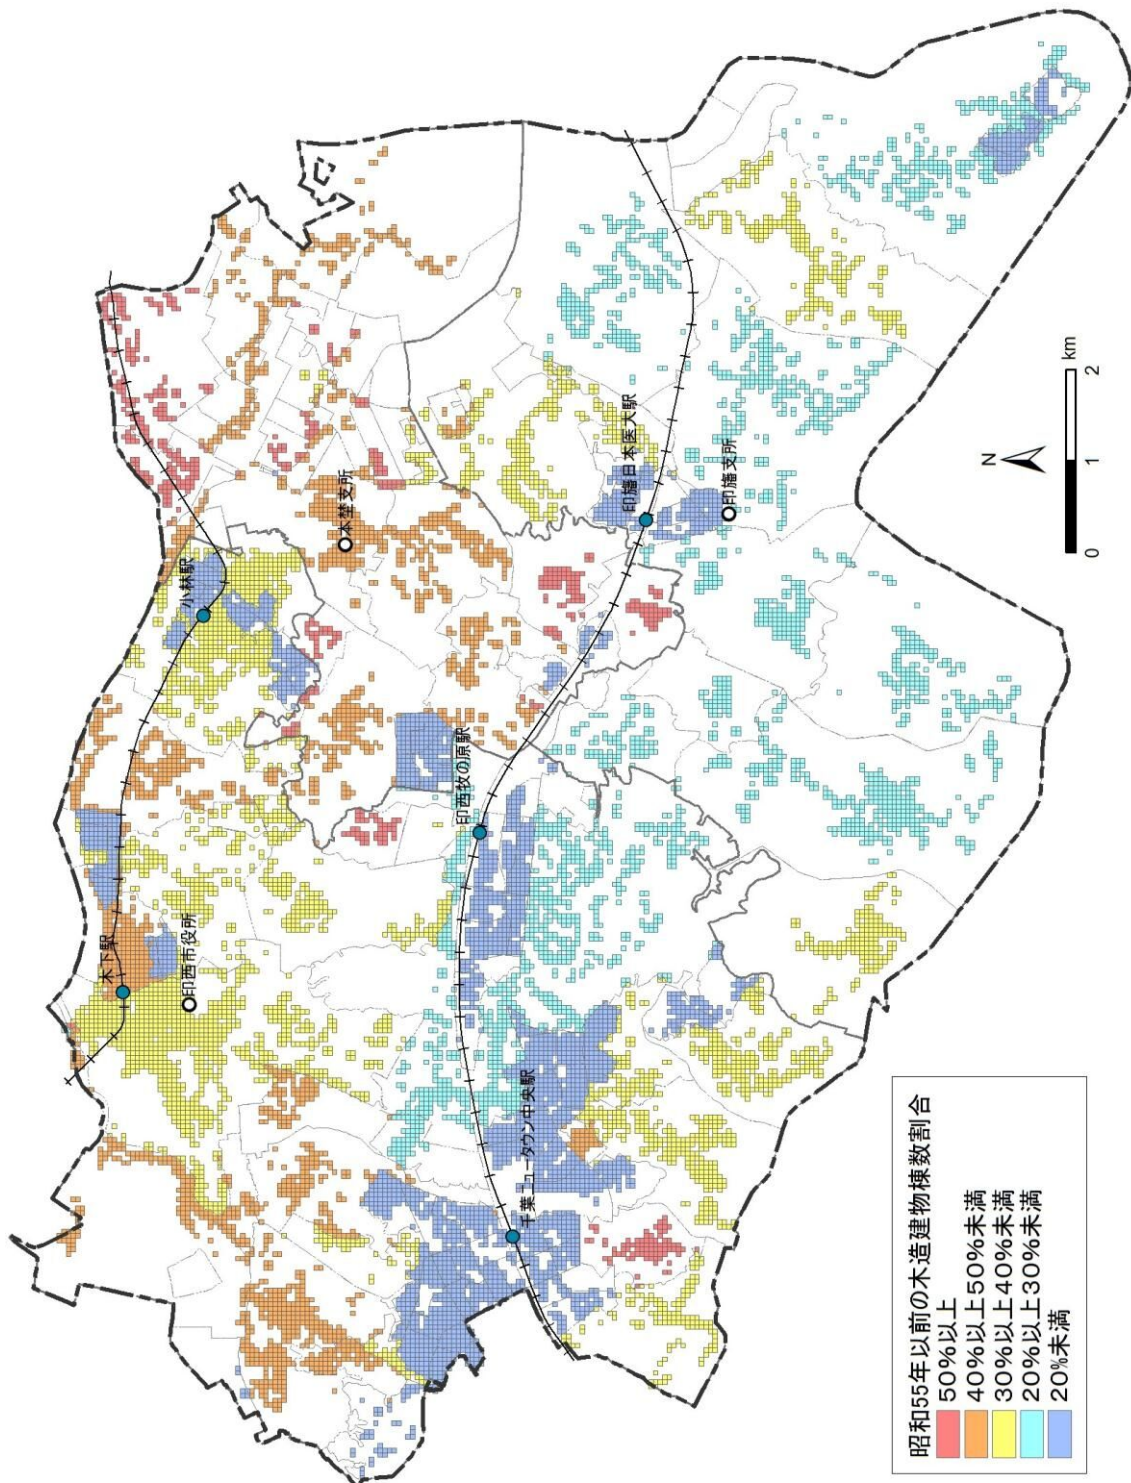 木下駅
印西市役所
小林駅
本埜支所
印西牧の原駅
千葉ニュータウン中央駅
印旛日本医大駅
印旛支所
N
0
1
2
km
昭和55年以前の木造建物棟数割合
50%以上
40%以上50%未満
30%以上40%未満
20%以上30%未満
20%未満